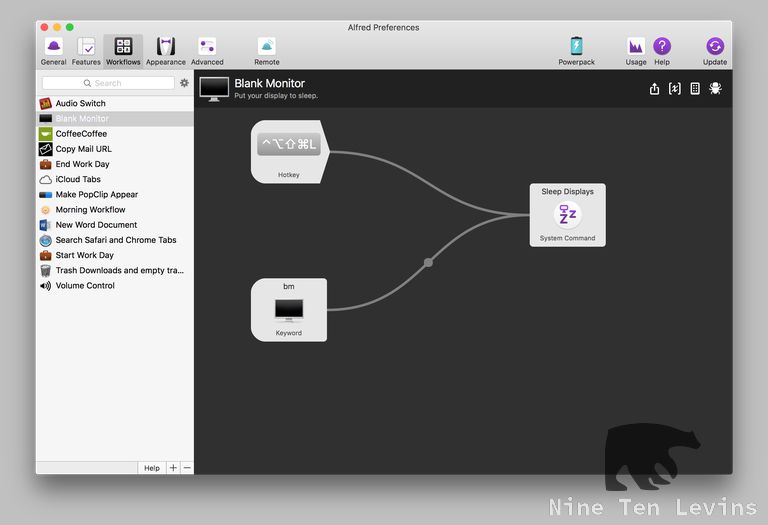 Alfred Preferences
General
Features
Workflows
Appearance
Advanced
Remote
Powerpack
Usage
Help
Update
Search
Blank Monitor
Put your display to sleep.
Audio Switch
Blank Monitor
CoffeeCoffee
Copy Mail URL
End Work Day
iCloud Tabs
Make PopClip Appear
Morning Workflow
New Word Document
Search Safari and Chrome Tabs
Start Work Day
Trash Downloads and empty tra...
Volume Control
^⌥⇧⌘L
Hotkey
Sleep Displays
zZz
System Command
bm
Keyword
Help + −
Nine Ten Levins